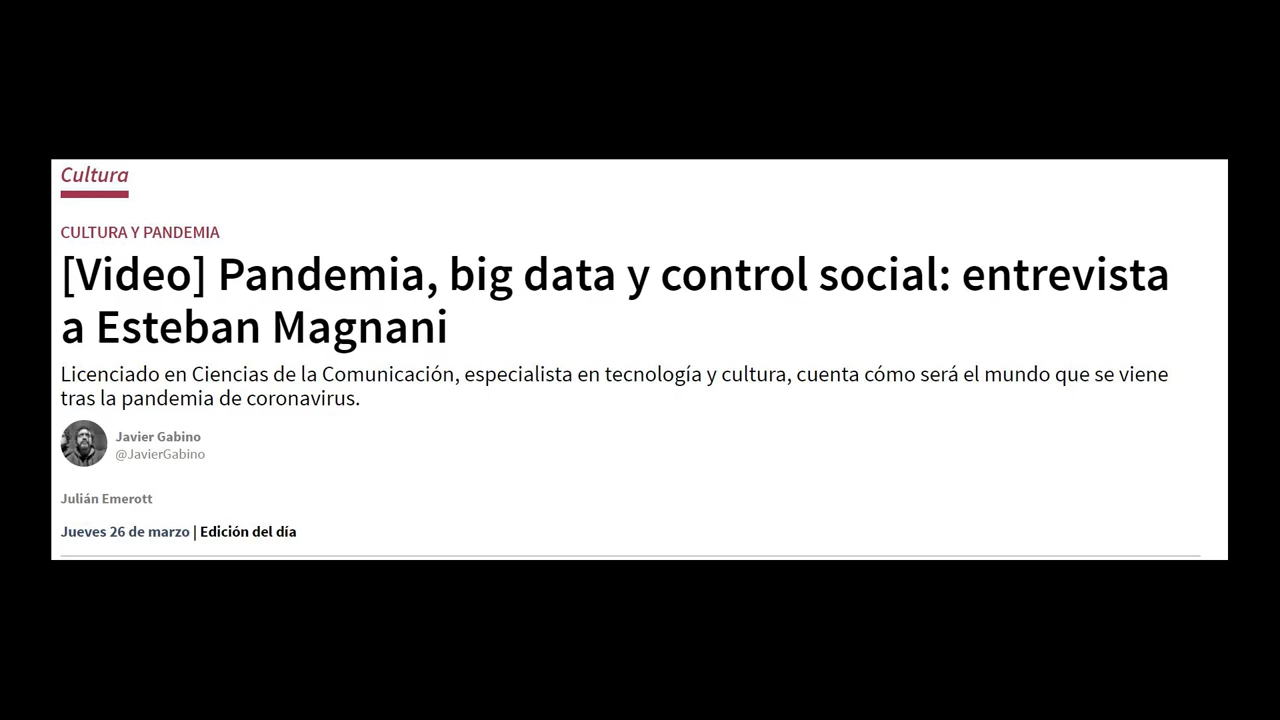 Cultura
CULTURA Y PANDEMIA
[Video] Pandemia, big data y control social: entrevista
a Esteban Magnani
Licenciado en Ciencias de la Comunicación, especialista en tecnología y cultura, cuenta cómo será el mundo que se viene
tras la pandemia de coronavirus.
Javier Gabino
@JavierGabino
Julián Emerott
Jueves 26 de marzo | Edición del día